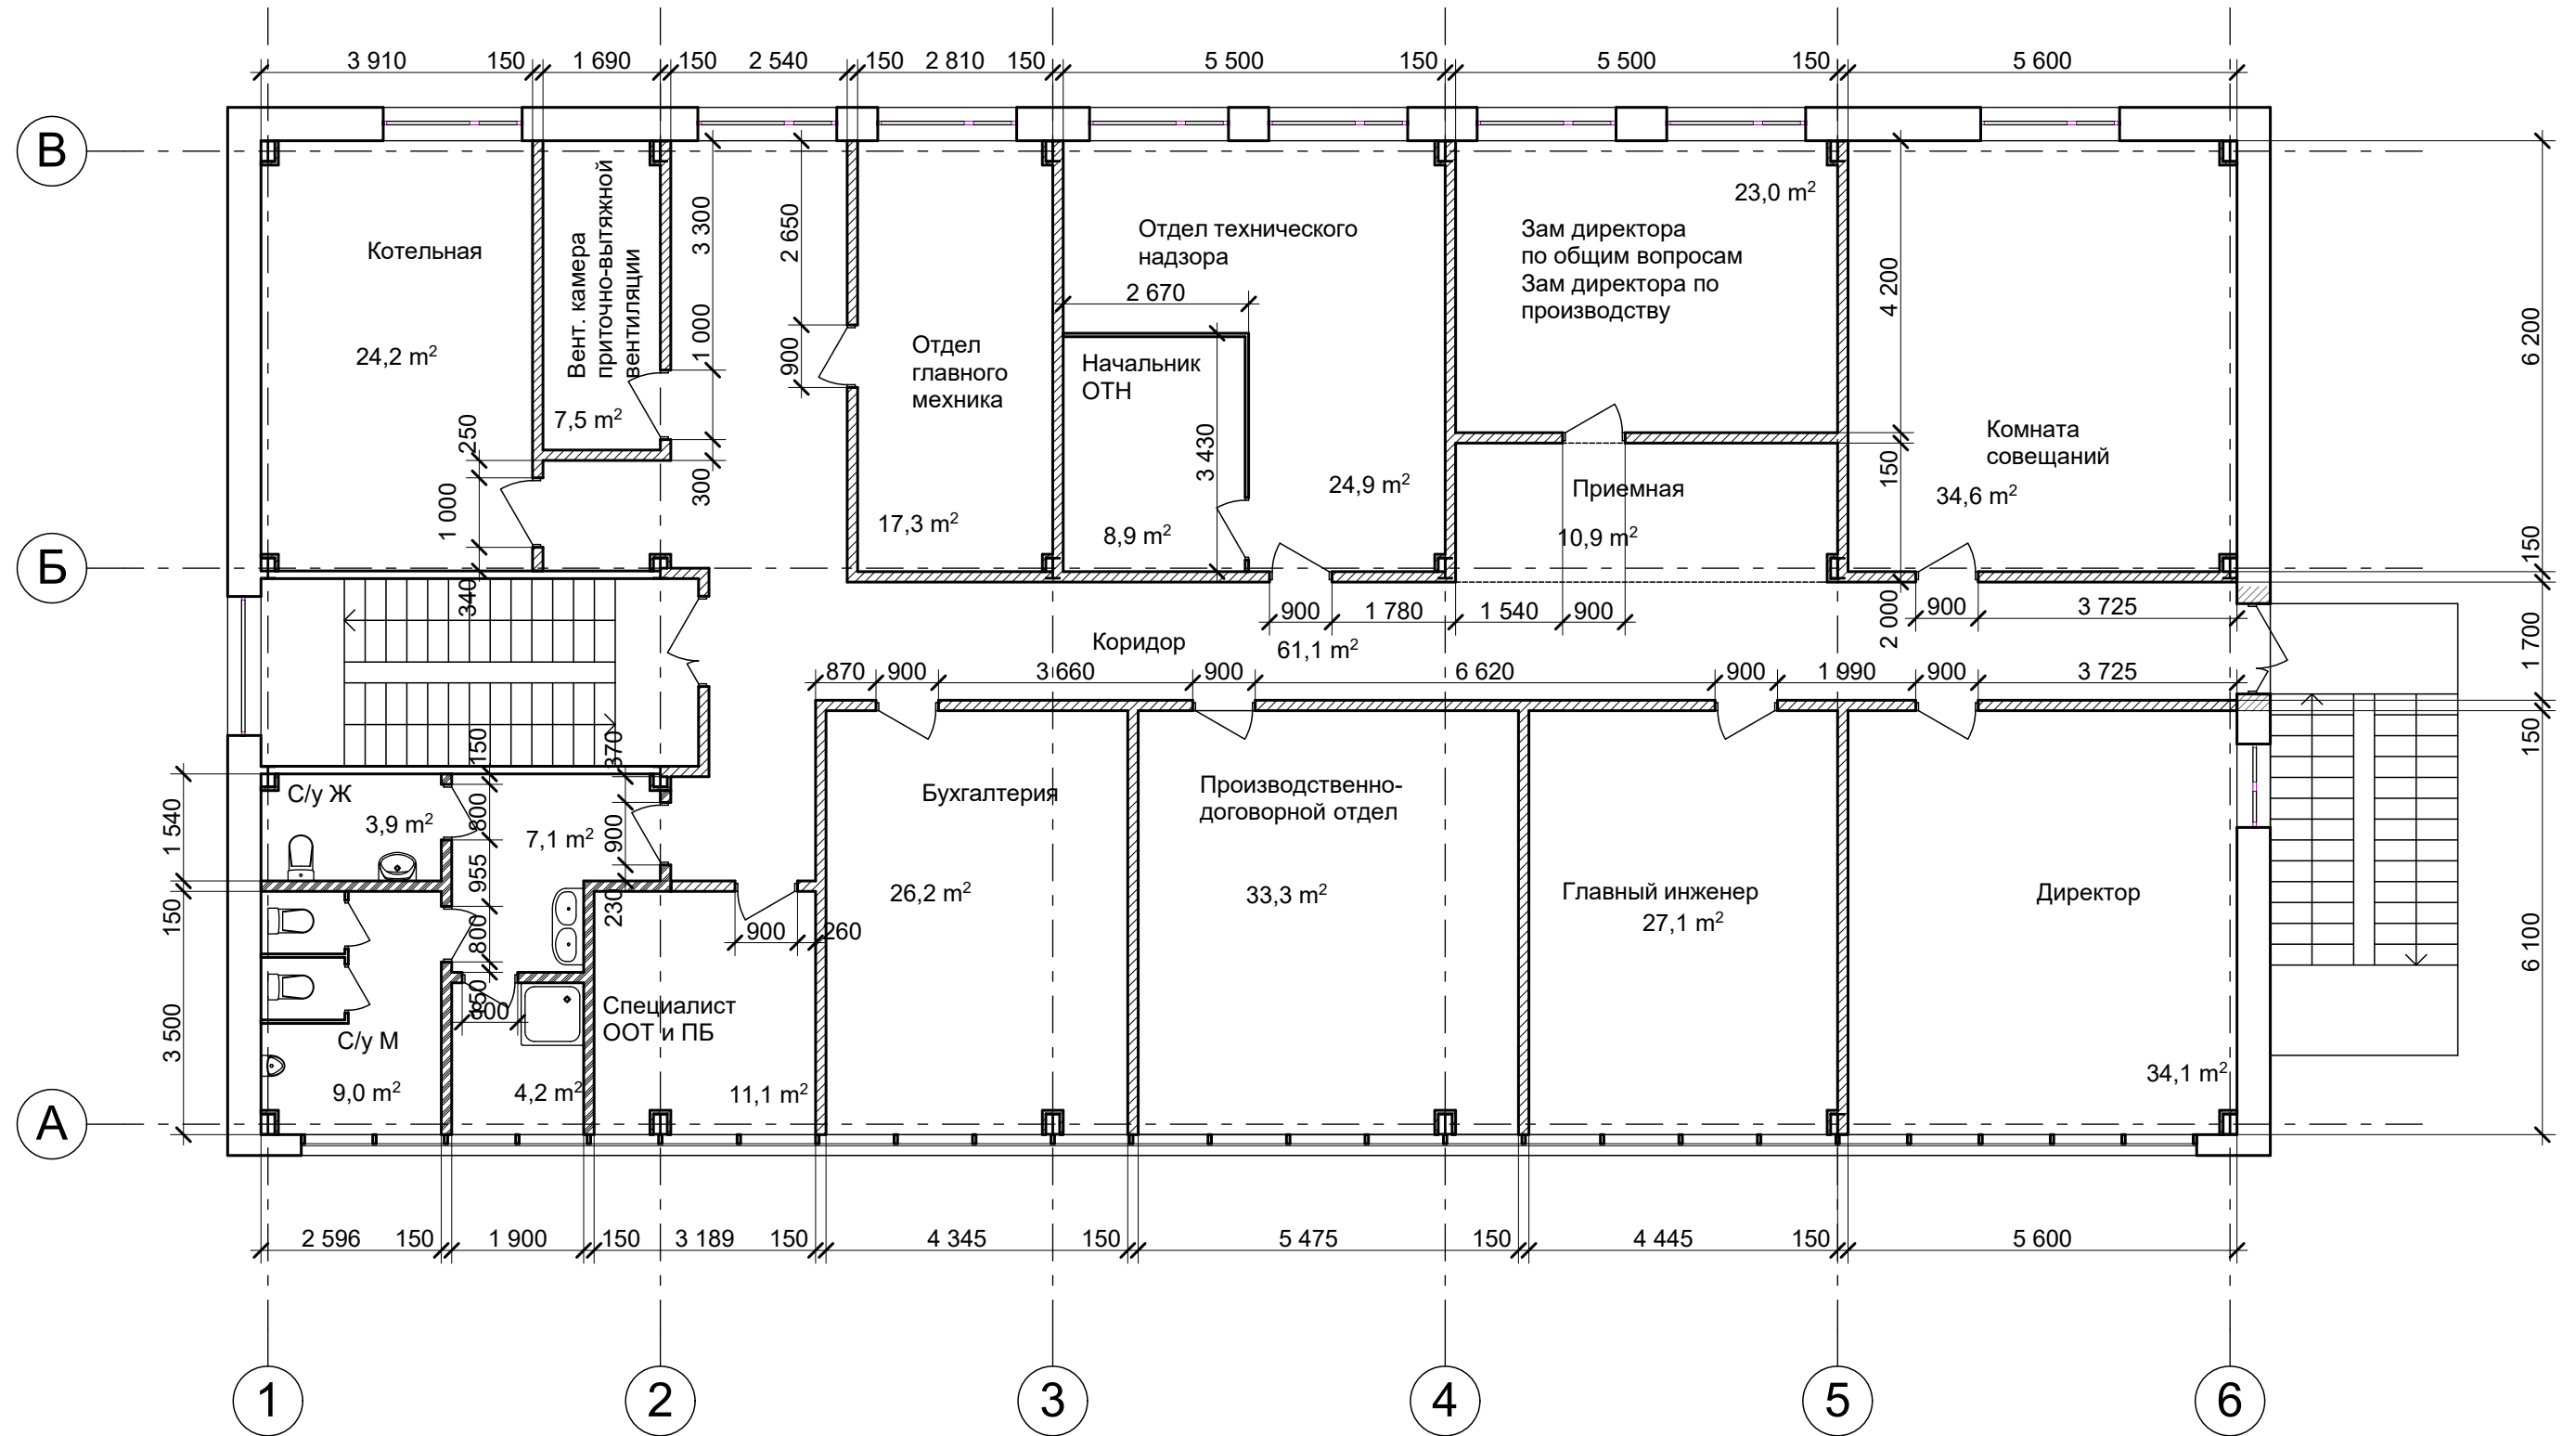 3 910 150 1 690 150 2 540 150 2 810 150 5 500 150 5 500 150 5 600
В
Котельная
24,2 m²
Вент. камера
приточно-вытяжной
вентиляции
7,5 m²
3 300
1 000
300
2 650
900
250
1 000
340
Отдел
главного
мехника
17,3 m²
Отдел технического
надзора
2 670
Начальник
ОТН
3 430
8,9 m²
24,9 m²
23,0 m²
Зам директора
по общим вопросам
Зам директора по
производству
Приемная
10,9 m²
4 200
150
2 000
Комната
совещаний
34,6 m²
6 200
150
1 700
150
6 100
Б
900 1 780 1 540 900 900 3 725
Коридор
61,1 m²
870 900 3 660 900 6 620 900 1 990 900 3 725
1 540
150
3 500
С/у Ж
3,9 m²
150
800
955
800
150
800
7,1 m²
370
900
230
900 260
С/у М
9,0 m²
4,2 m²
Специалист
ООТ и ПБ
11,1 m²
Бухгалтерия
26,2 m²
Производственно-
договорной отдел
33,3 m²
Главный инженер
27,1 m²
Директор
34,1 m²
А
2 596 150 1 900 150 3 189 150 4 345 150 5 475 150 4 445 150 5 600
1 2 3 4 5 6